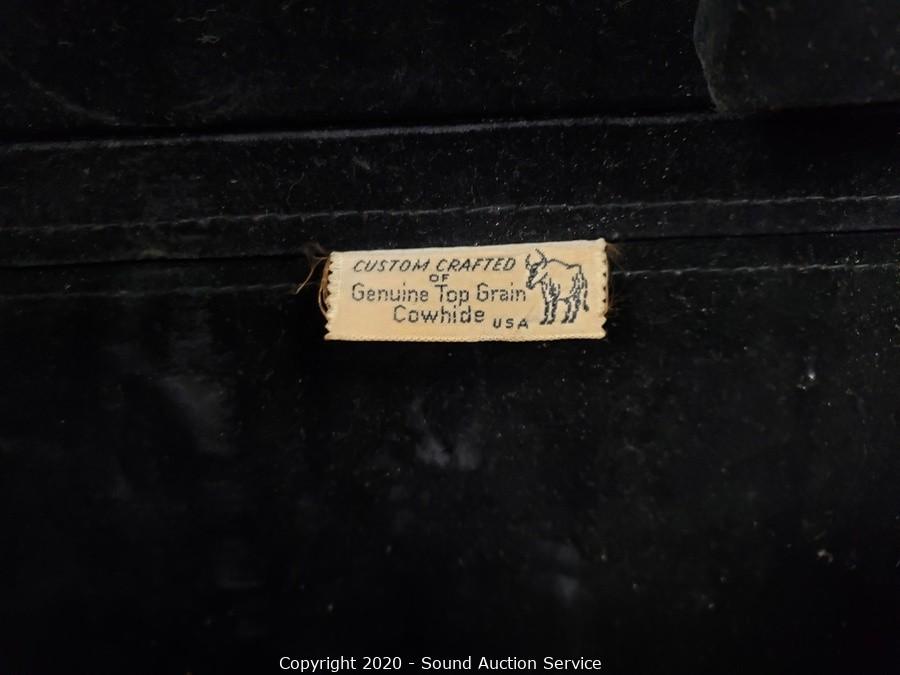 CUSTOM CRAFTED
OF
Genuine Top Grain
Cowhide USA
Copyright 2020 - Sound Auction Service